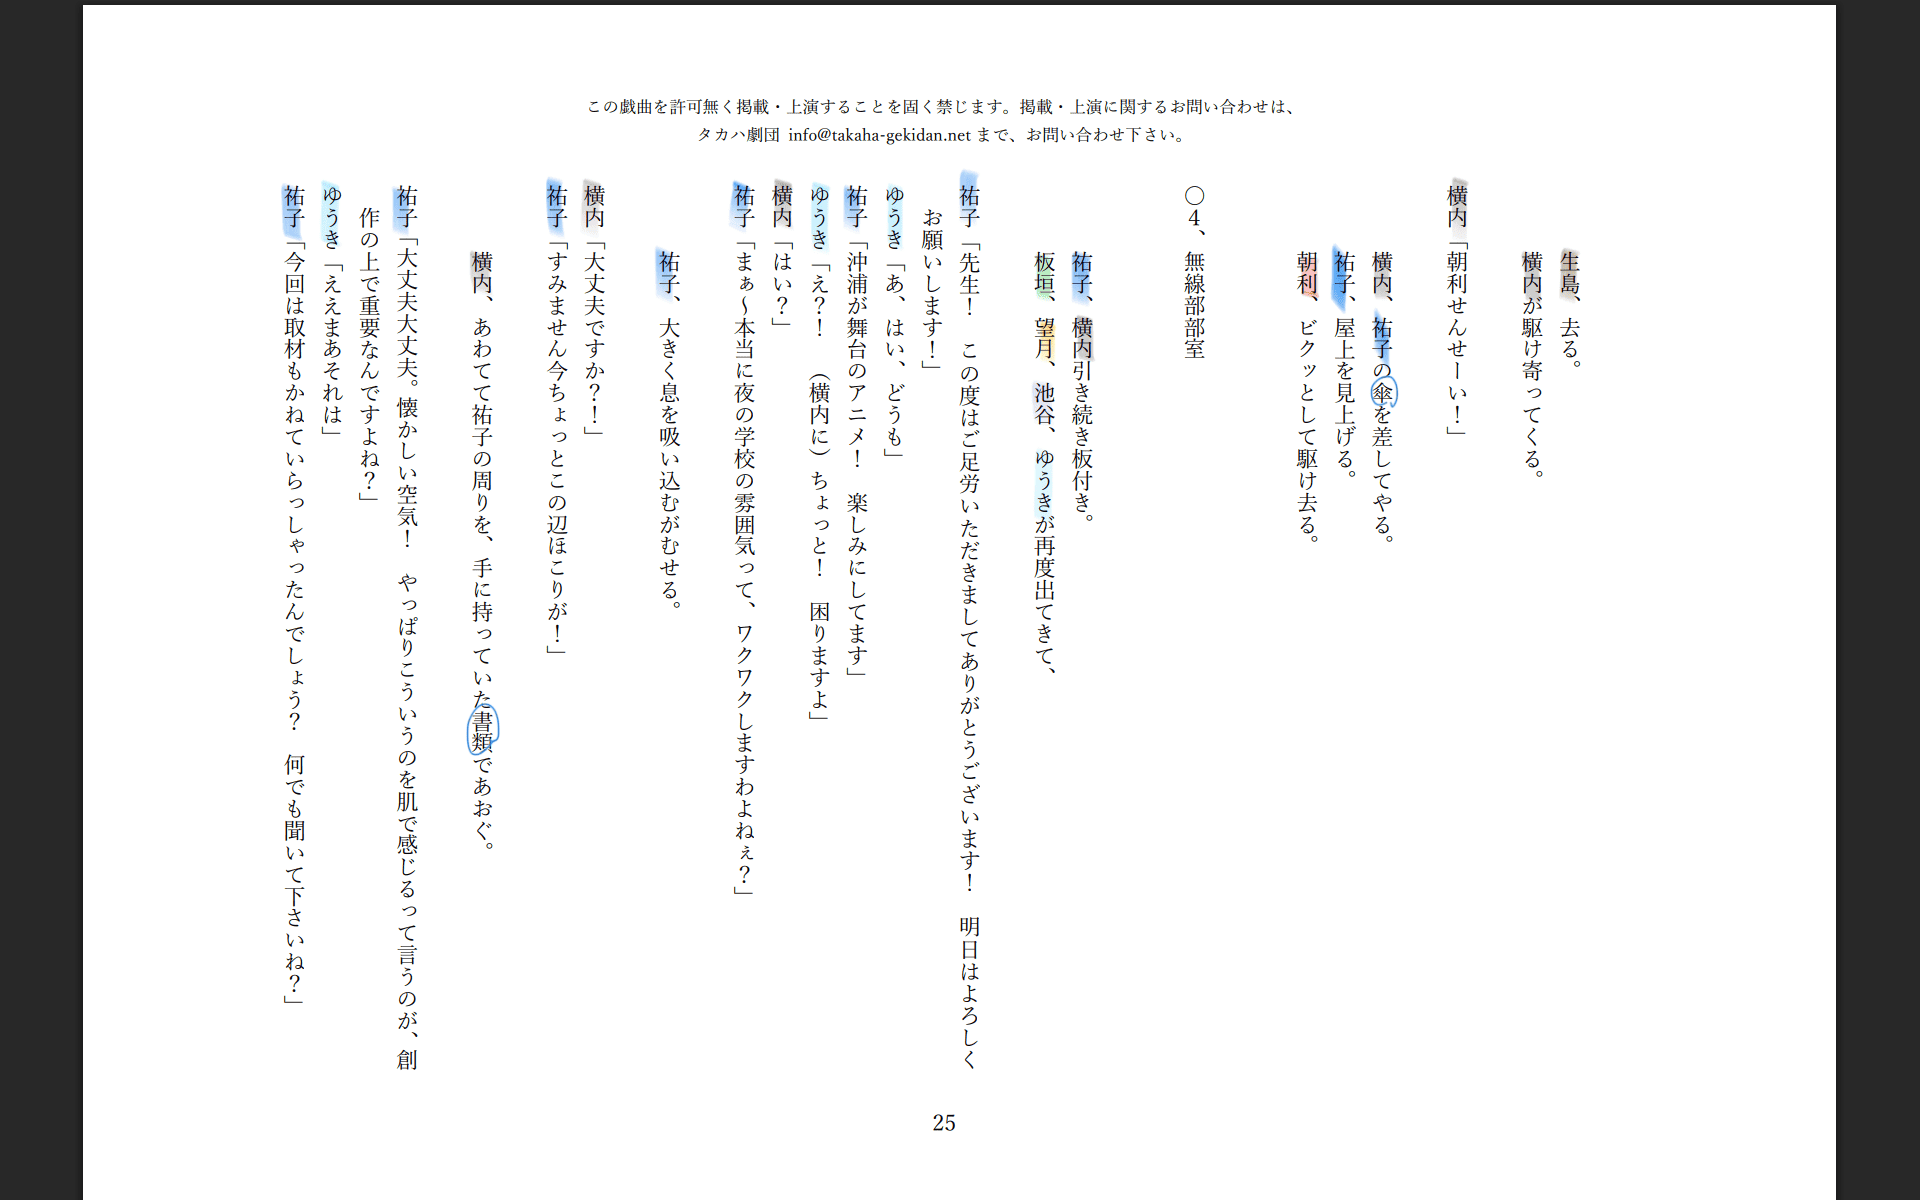 この戯曲を許可無く掲載・上演することを固く禁じます。掲載・上演に関するお問い合わせは、
タカハ劇団 info@takaha-gekidan.net まで、お問い合わせ下さい。
生島、去る。
横内が駆け寄ってくる。
横内「朝利せんせーい！」
横内、祐子の傘を差してやる。
祐子、屋上を見上げる。
朝利、ビクッとして駆け去る。
〇４、無線部部室
祐子、横内引き続き板付き。
板垣、望月、池谷、ゆうきが再度出てきて、
祐子「先生！　この度はご足労いただきましてありがとうございます！　明日はよろしく
お願いします！」
ゆうき「あ、はい、どうも」
祐子「沖浦が舞台のアニメ！　楽しみにしてます」
ゆうき「え？！　（横内に）ちょっと！　困りますよ」
横内「はい？」
祐子「まぁ～本当に夜の学校の雰囲気って、ワクワクしますわよねぇ？」
祐子、大きく息を吸い込むがむせる。
横内「大丈夫ですか？！」
祐子「すみません今ちょっとこの辺ほこりが！」
横内、あわてて祐子の周りを、手に持っていた書類であおぐ。
祐子「大丈夫大丈夫。懐かしい空気！　やっぱりこういうのを肌で感じるって言うのが、創
作の上で重要なんですよね？」
ゆうき「ええまあそれは」
祐子「今回は取材もかねていらっしゃったんでしょう？　何でも聞いて下さいね？」
25